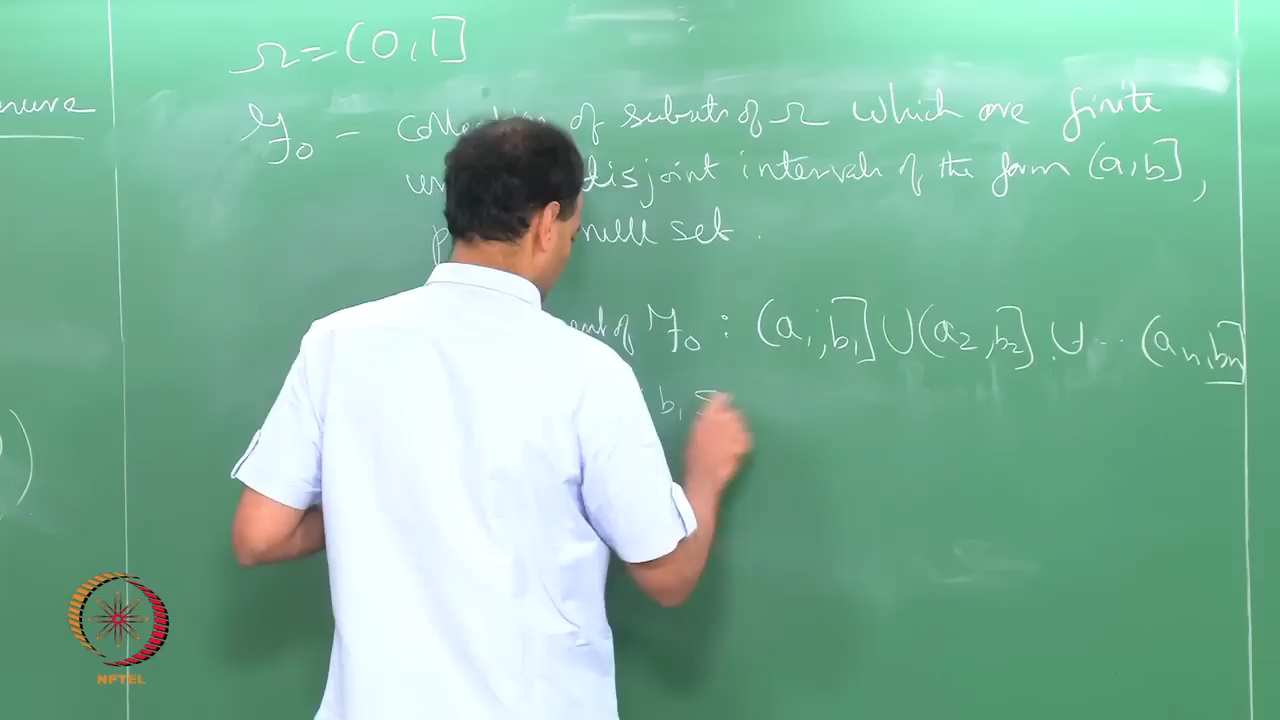 Ω = (0,1]
ℱ₀ – of subsets of Ω which are finite
disjoint intervals of the form (a,b],
null set.
of ℱ₀ : (a₁,b₁] ∪ (a₂,b₂] ∪ ··· (aₙ,bₙ]
b₁ ≤
)
NPTEL